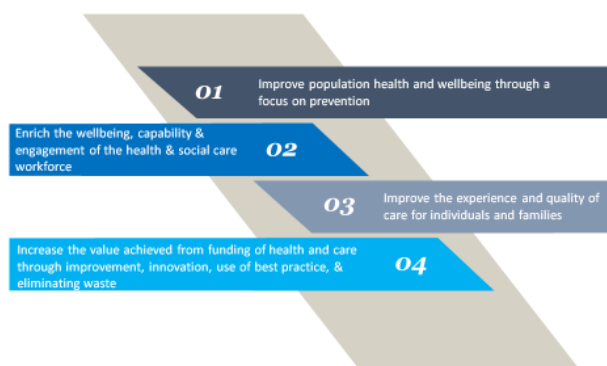 01
Improve population health and wellbeing through a
focus on prevention
Enrich the wellbeing, capability &
engagement of the health & social care
workforce
02
03
Improve the experience and quality of
care for individuals and families
Increase the value achieved from funding of health and care
through improvement, innovation, use of best practice, &
eliminating waste
04